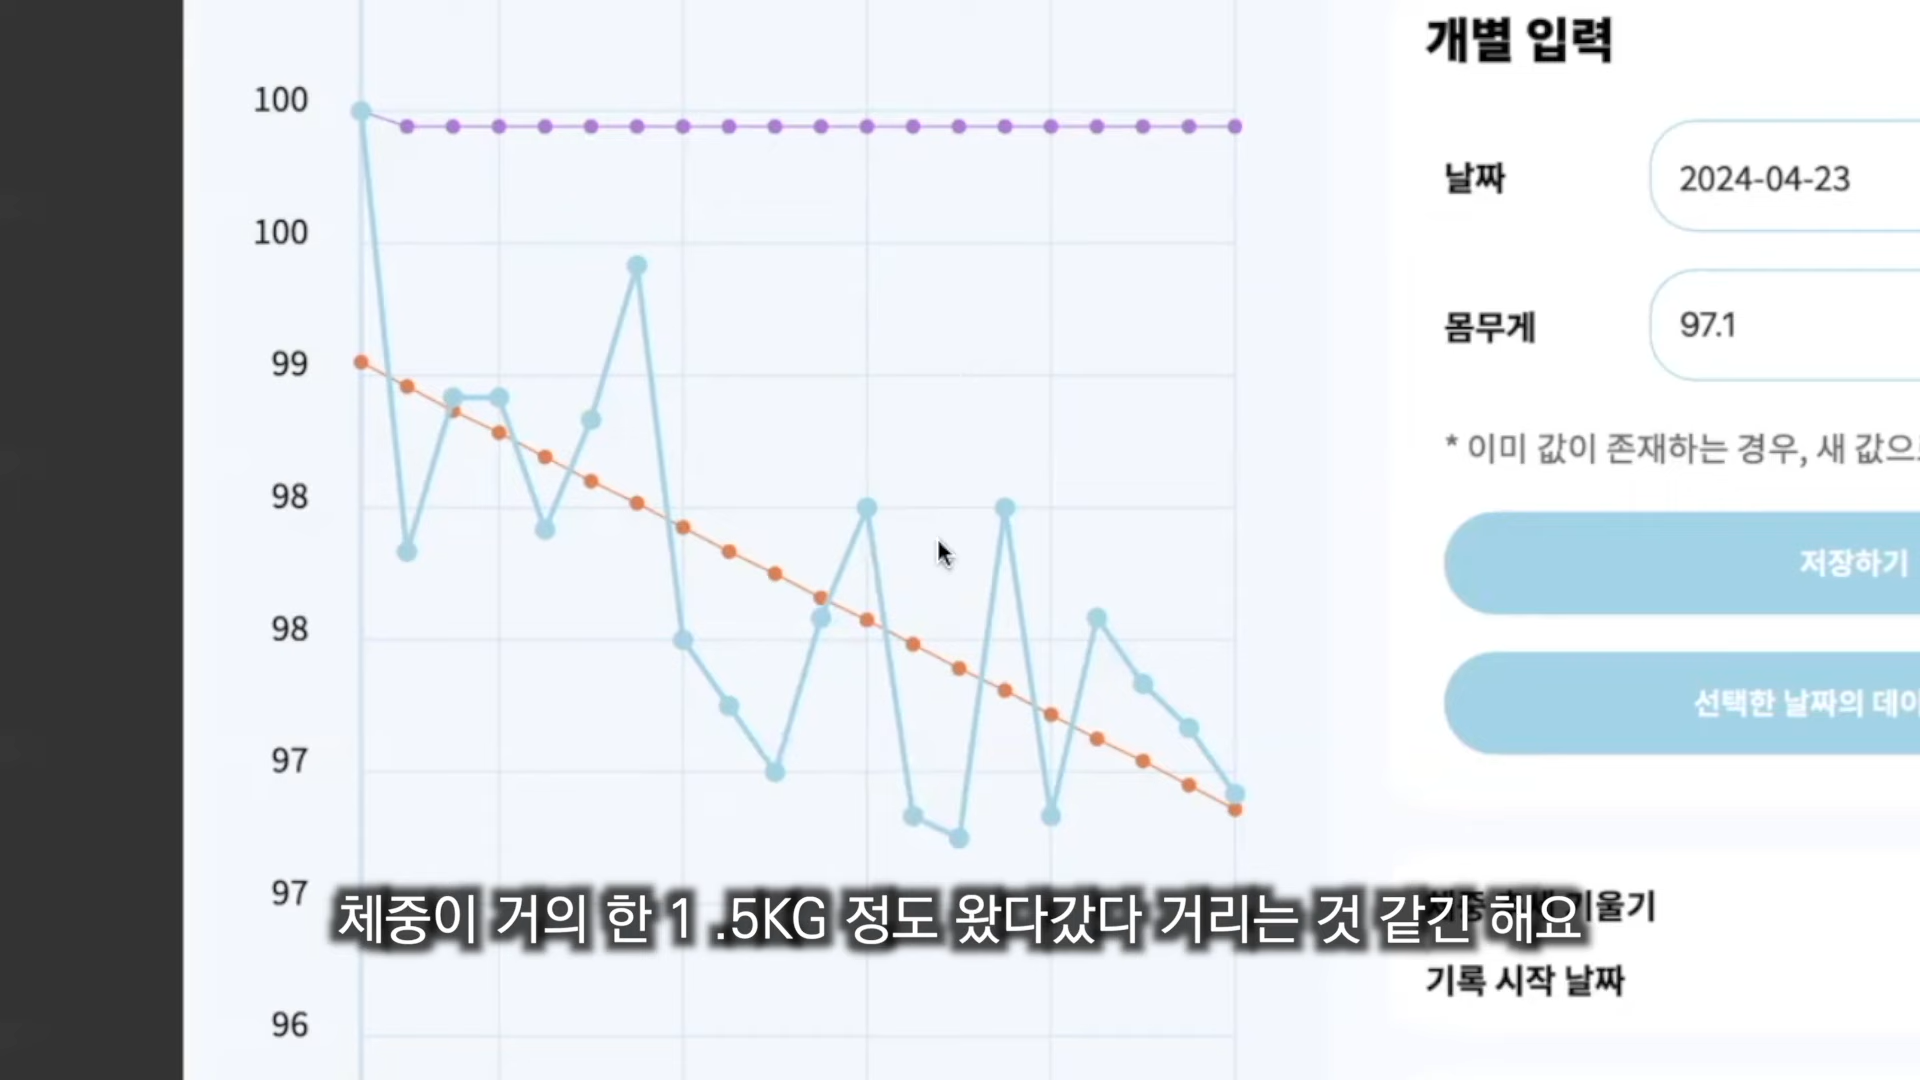 개별 입력
100
날짜
2024-04-23
100
몸무게
97.1
99
* 이미 값이 존재하는 경우, 새 값으
98
저장하기
98
선택한 날짜의 데이
97
97
체중이 거의 한 1 .5KG 정도 왔다갔다 거리는 것 같긴 해요
기울기
기록 시작 날짜
96